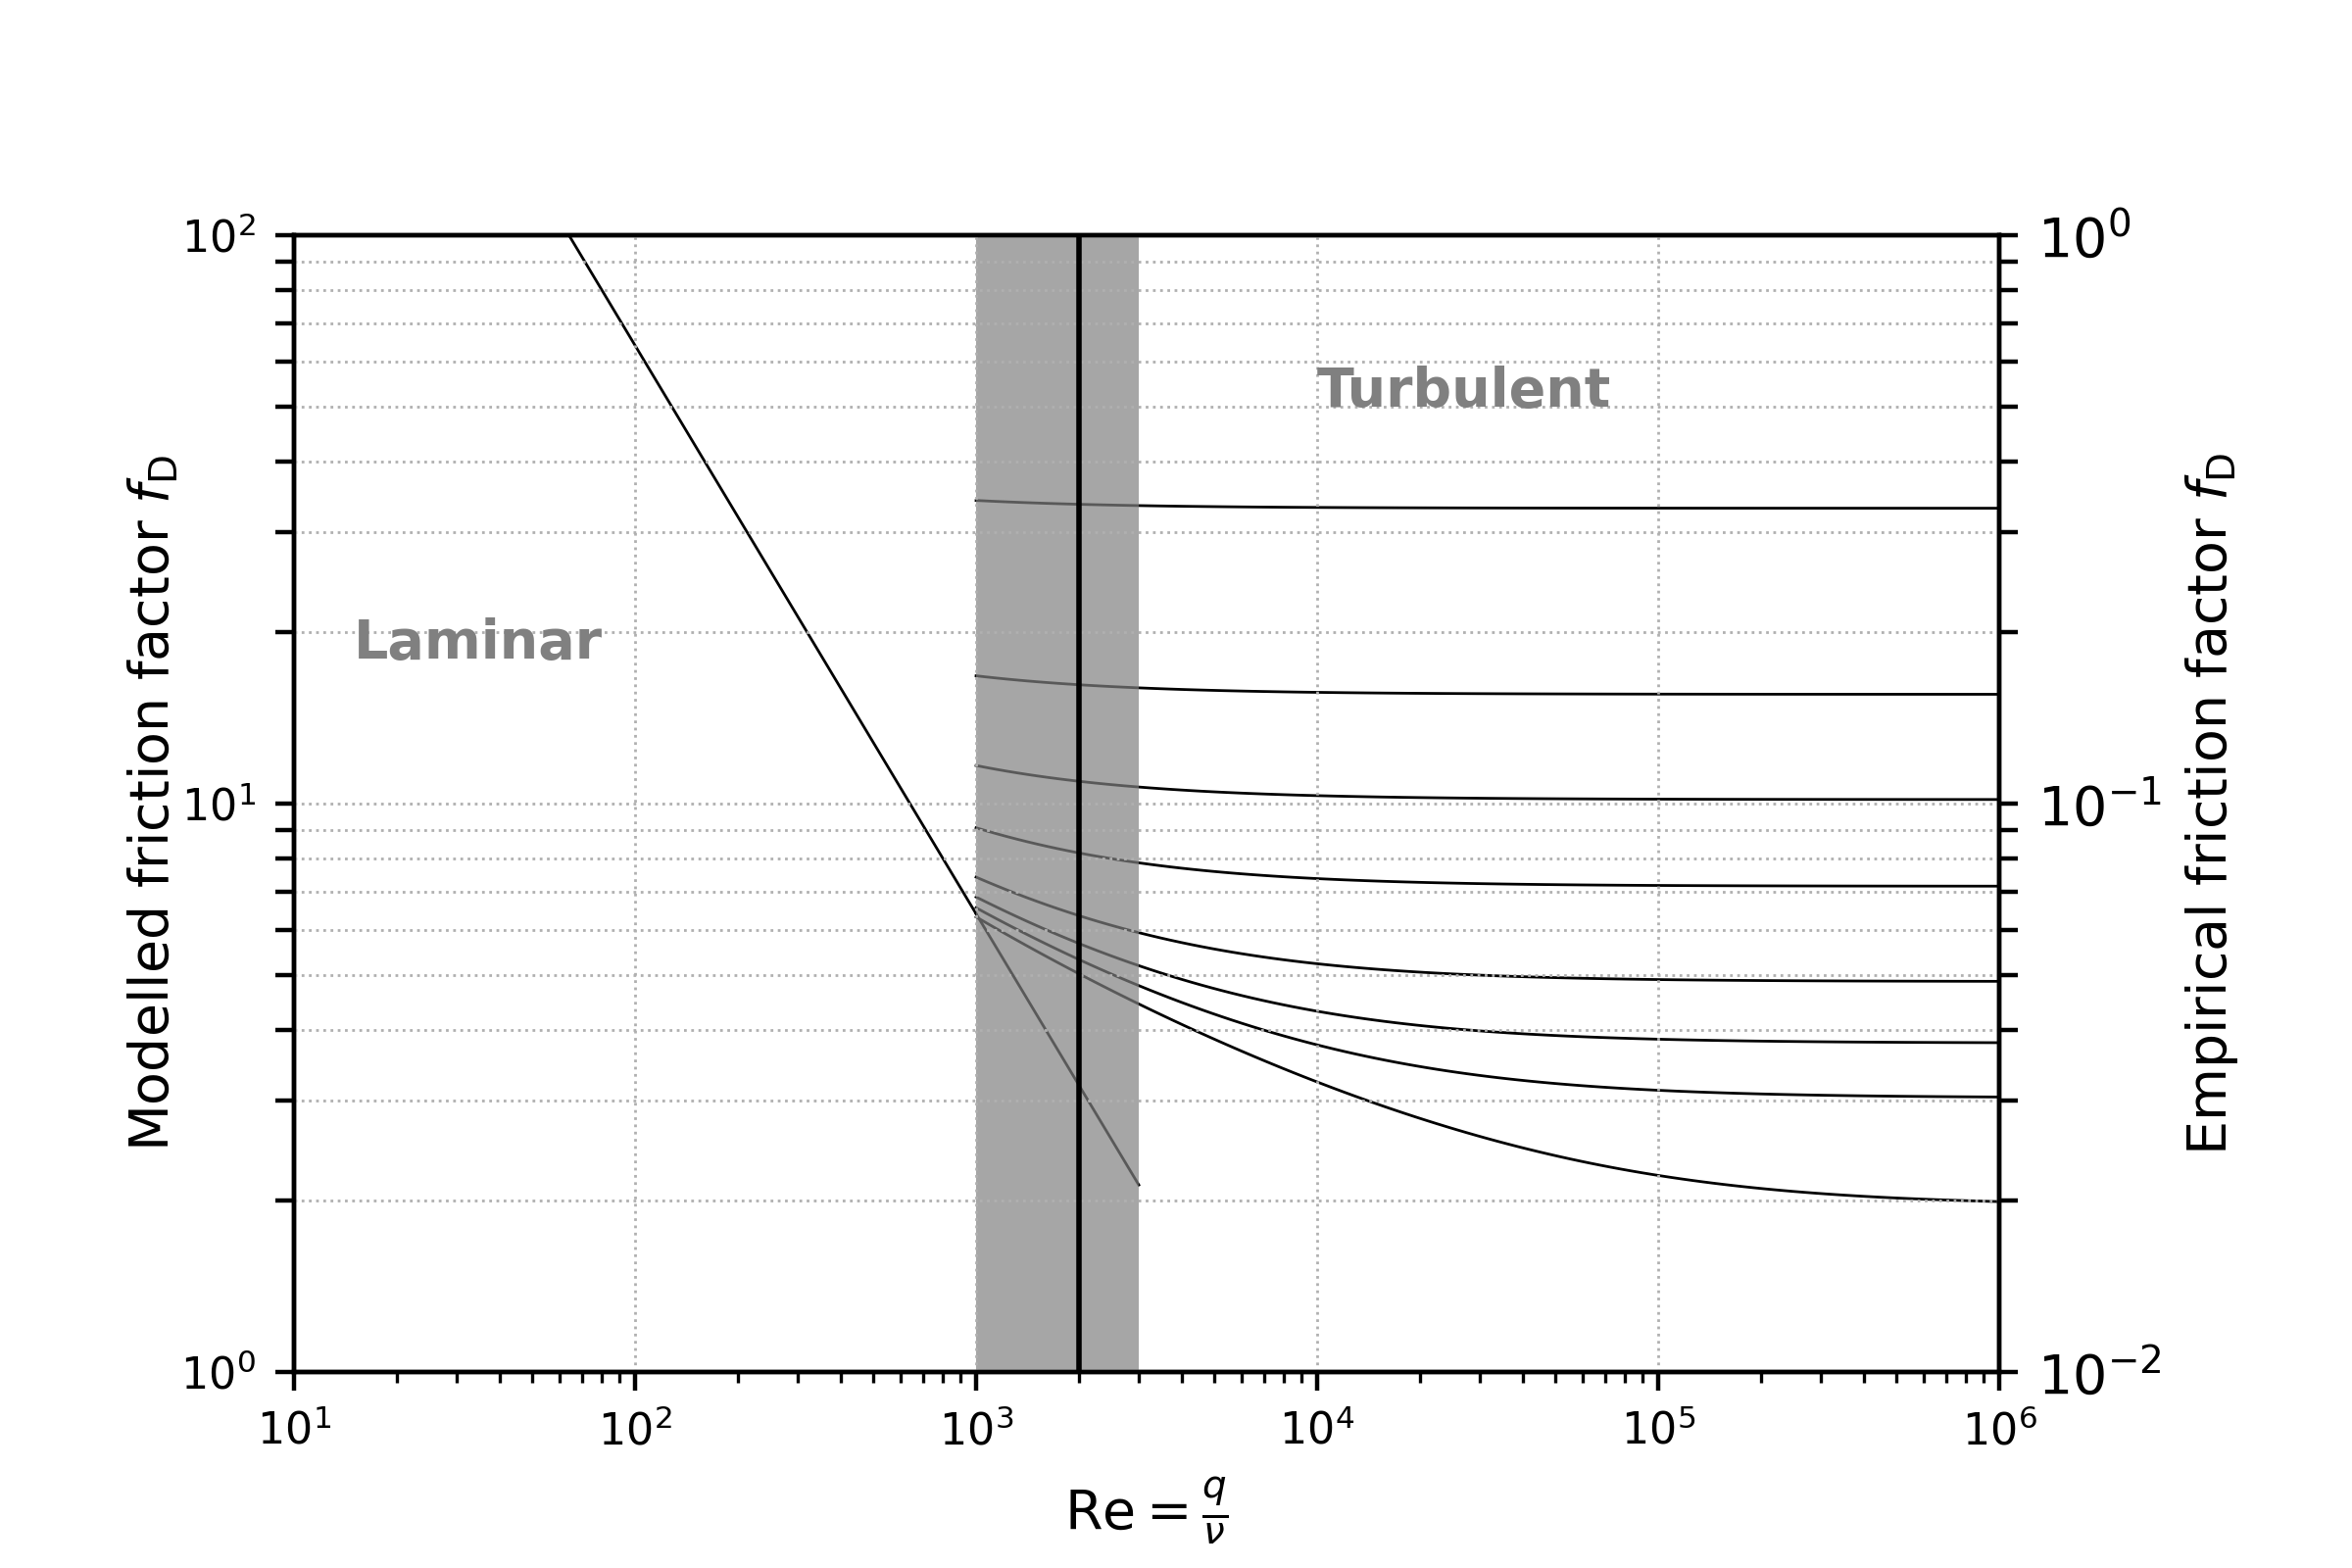 10² 10⁰
Turbulent
Laminar
Modelled friction factor f_D
Empirical friction factor f_D
10¹ 10⁻¹
10⁰ 10⁻²
10¹ 10² 10³ 10⁴ 10⁵ 10⁶
Re = q/ν